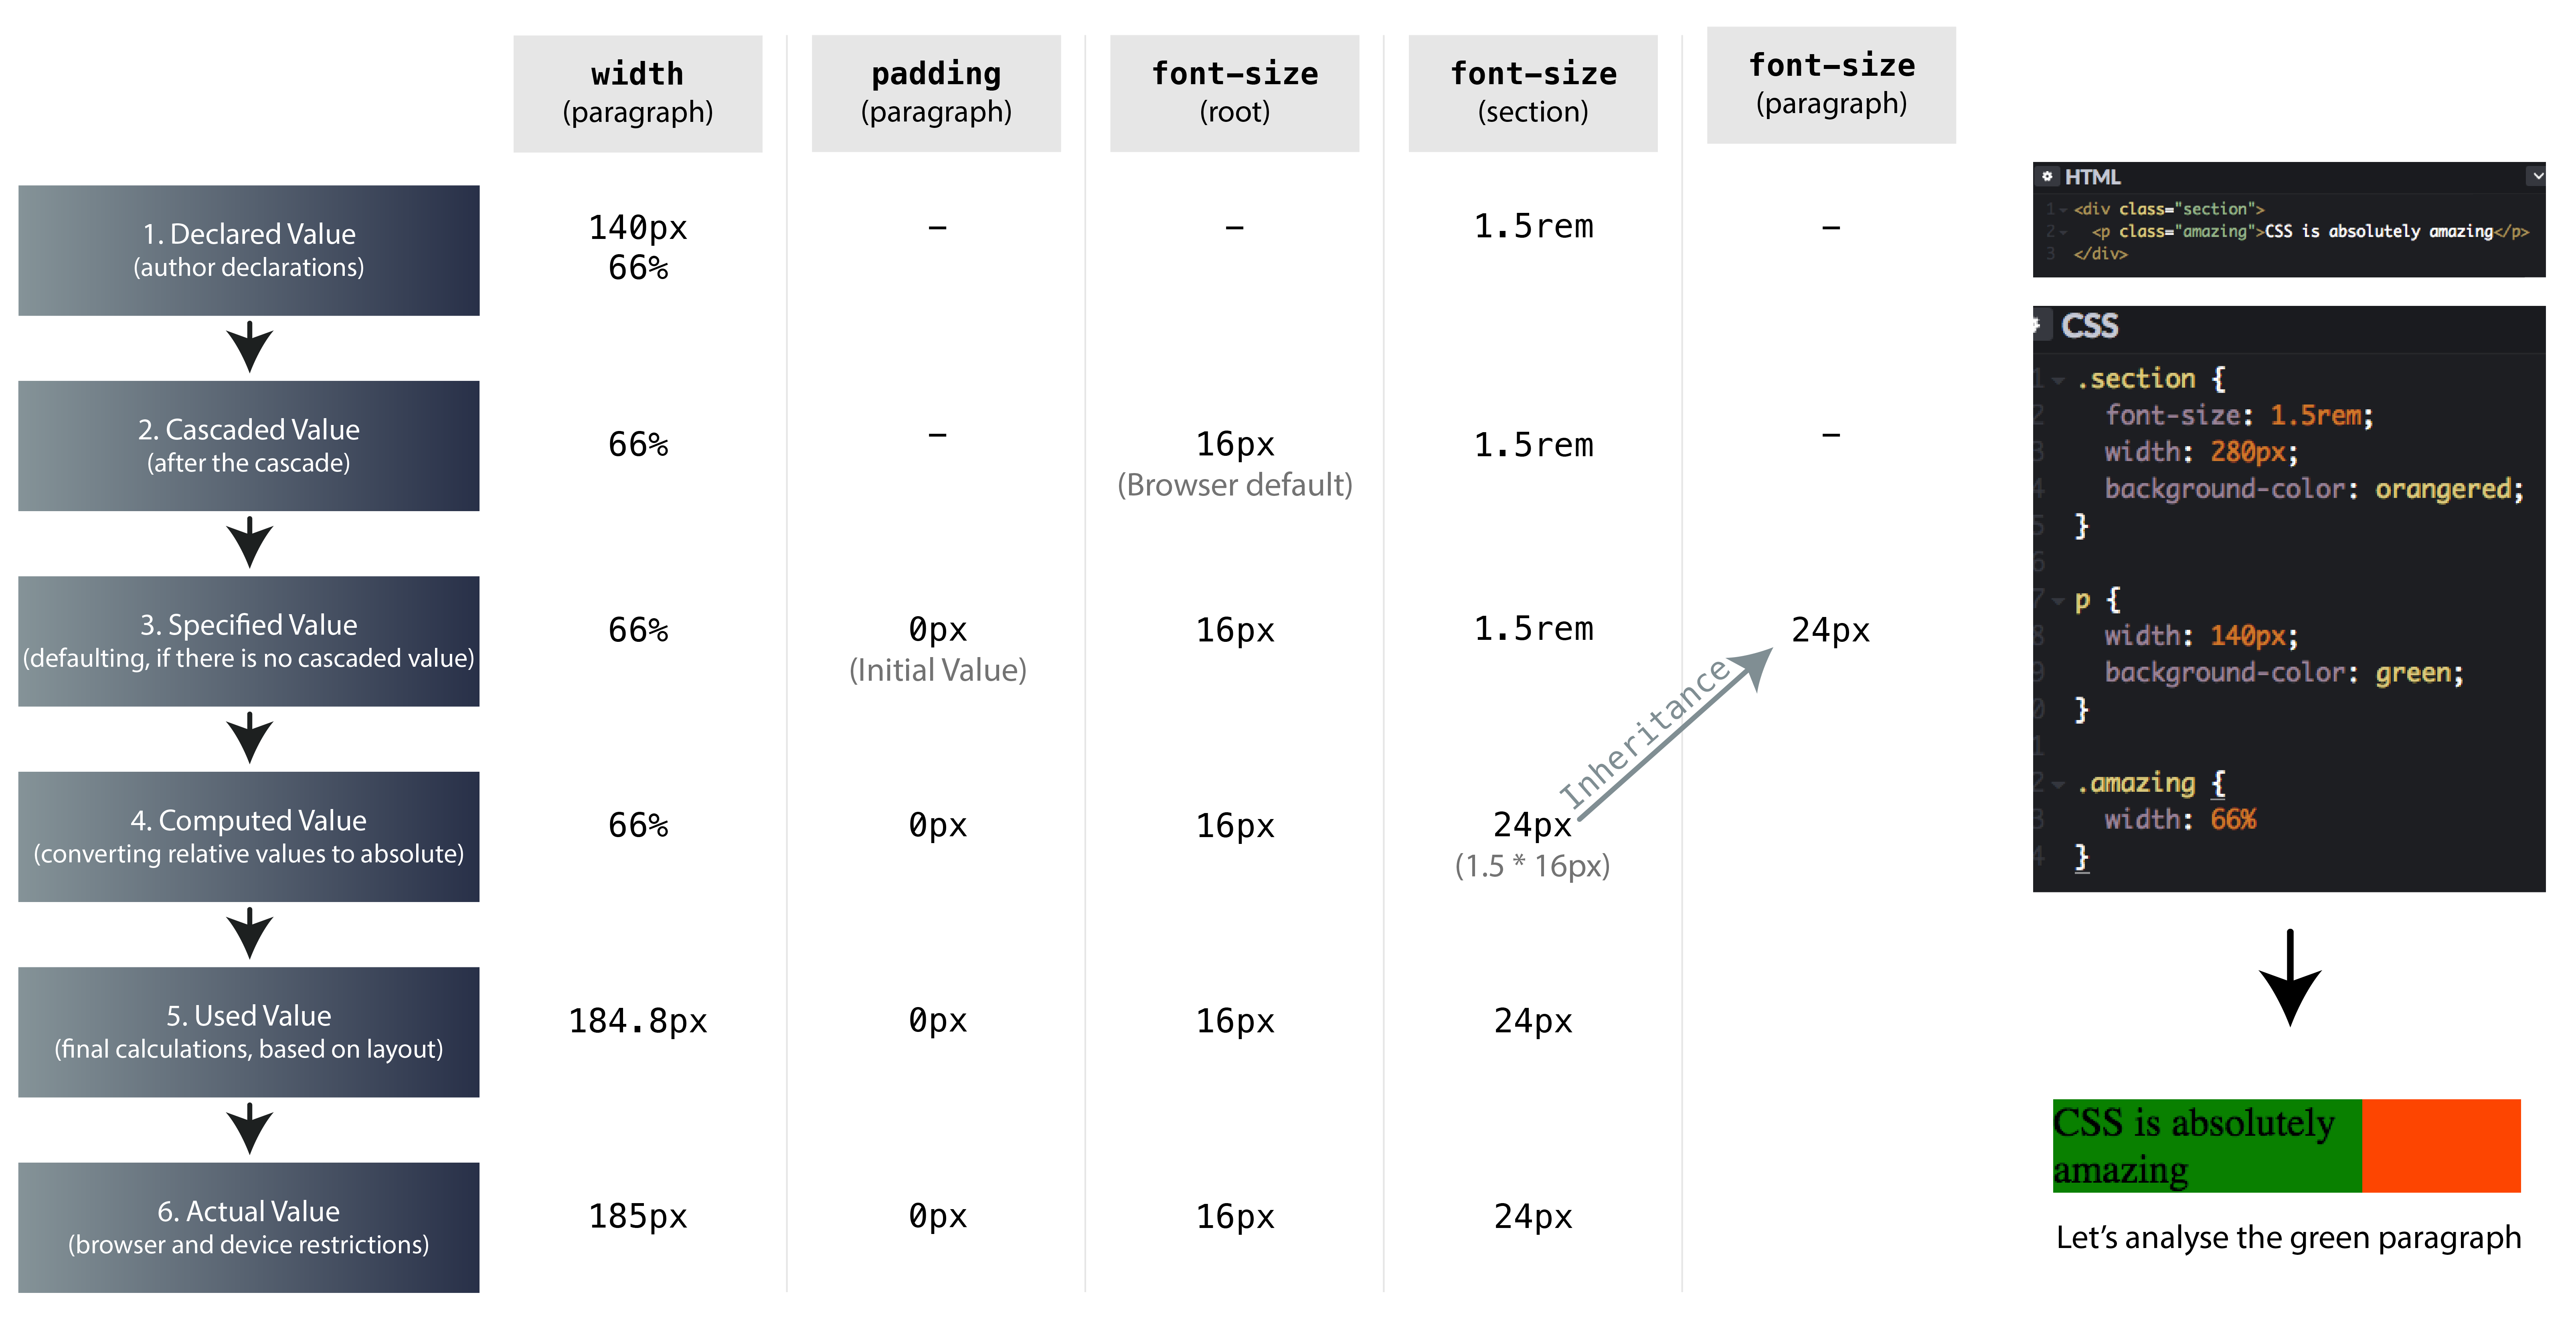 width
(paragraph)
padding
(paragraph)
font-size
(root)
font-size
(section)
font-size
(paragraph)
1. Declared Value
(author declarations)
140px
66%
–
–
1.5rem
–
2. Cascaded Value
(after the cascade)
66%
–
16px
(Browser default)
1.5rem
–
3. Specified Value
(defaulting, if there is no cascaded value)
66%
0px
(Initial Value)
16px
1.5rem
24px
Inheritance
4. Computed Value
(converting relative values to absolute)
66%
0px
16px
24px
(1.5 * 16px)
5. Used Value
(final calculations, based on layout)
184.8px
0px
16px
24px
6. Actual Value
(browser and device restrictions)
185px
0px
16px
24px
HTML
1 <div class="section">
2 <p class="amazing">CSS is absolutely amazing</p>
3 </div>
CSS
1 .section {
2 font-size: 1.5rem;
3 width: 280px;
4 background-color: orangered;
5 }
6
7 p {
8 width: 140px;
9 background-color: green;
0 }
1
2 .amazing {
3 width: 66%
4 }
CSS is absolutely
amazing
Let's analyse the green paragraph